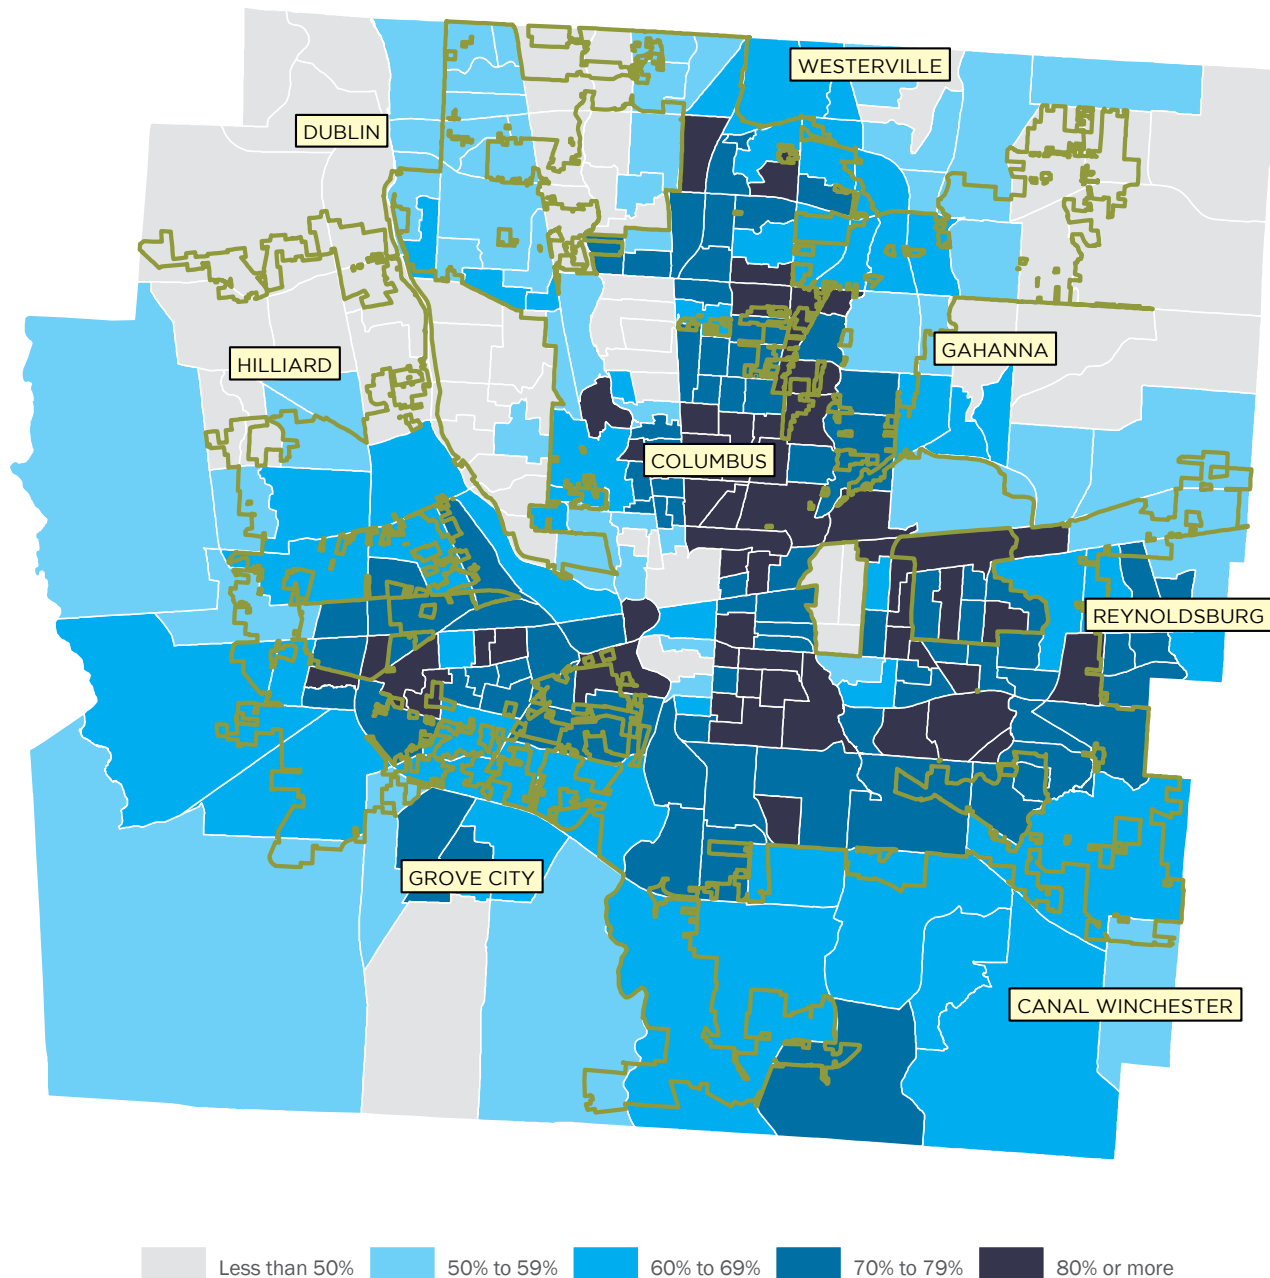 WESTERVILLE
DUBLIN
GAHANNA
HILLIARD
COLUMBUS
REYNOLDSBURG
GROVE CITY
CANAL WINCHESTER
Less than 50% 50% to 59% 60% to 69% 70% to 79% 80% or more